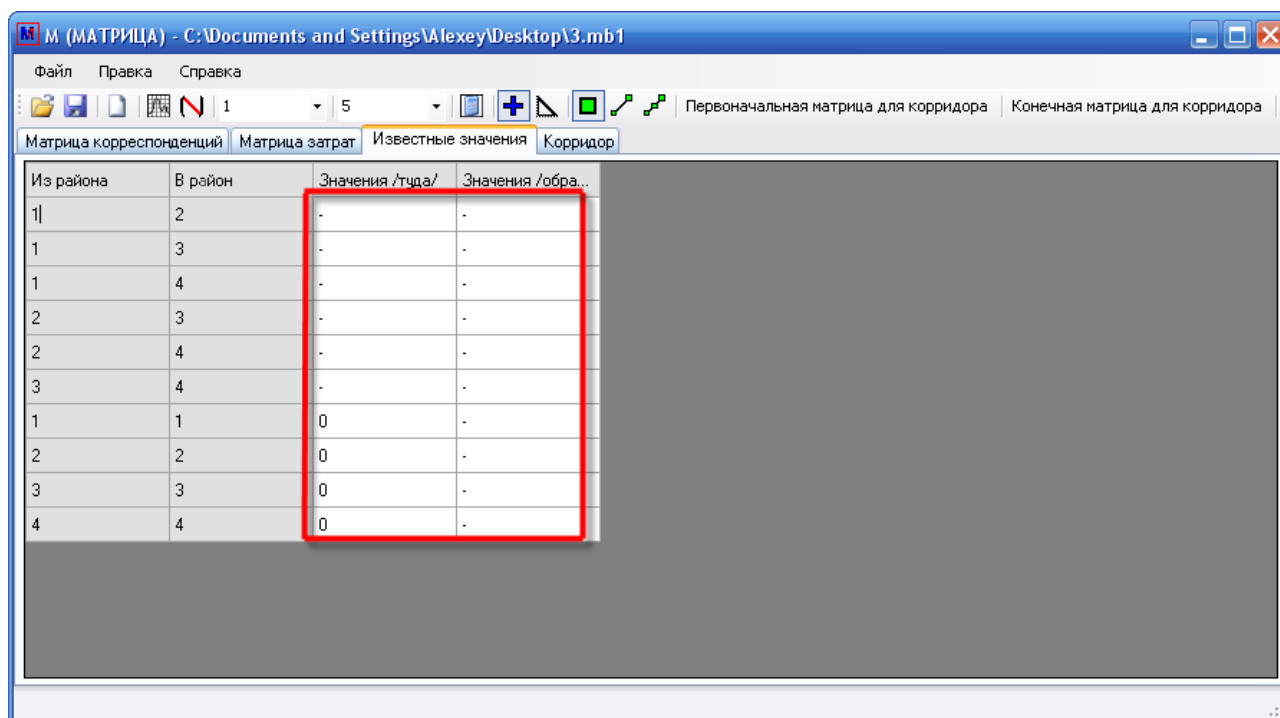 М (МАТРИЦА) - C:\Documents and Settings\Alexey\Desktop\3.mb1
Файл Правка Справка
1 5 Первоначальная матрица для корридора Конечная матрица для корридора
Матрица корреспонденций Матрица затрат Известные значения Корридор
Из района В район Значения /туда/ Значения /обра...
1 2 - -
1 3 - -
1 4 - -
2 3 - -
2 4 - -
3 4 - -
1 1 0 -
2 2 0 -
3 3 0 -
4 4 0 -